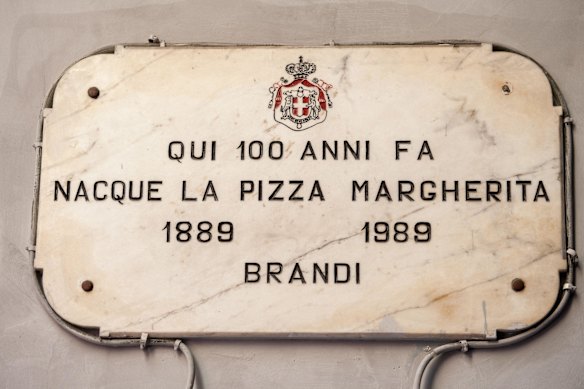 QUI 100 ANNI FA
NACQUE LA PIZZA MARGHERITA
1889 1989
BRANDI